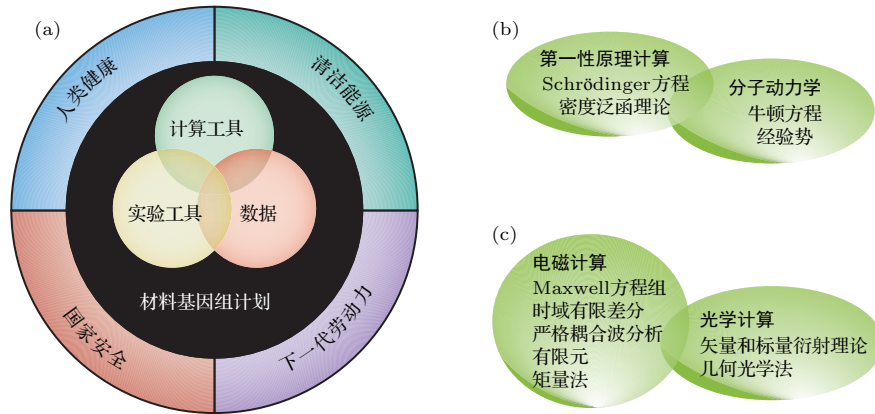 (a)
人类健康
清洁能源
计算工具
实验工具
数据
材料基因组计划
国家安全
下一代劳动力
(b)
第一性原理计算
Schrödinger方程
密度泛函理论
分子动力学
牛顿方程
经验势
(c)
电磁计算
Maxwell方程组
时域有限差分
严格耦合波分析
有限元
矩量法
光学计算
矢量和标量衍射理论
几何光学法